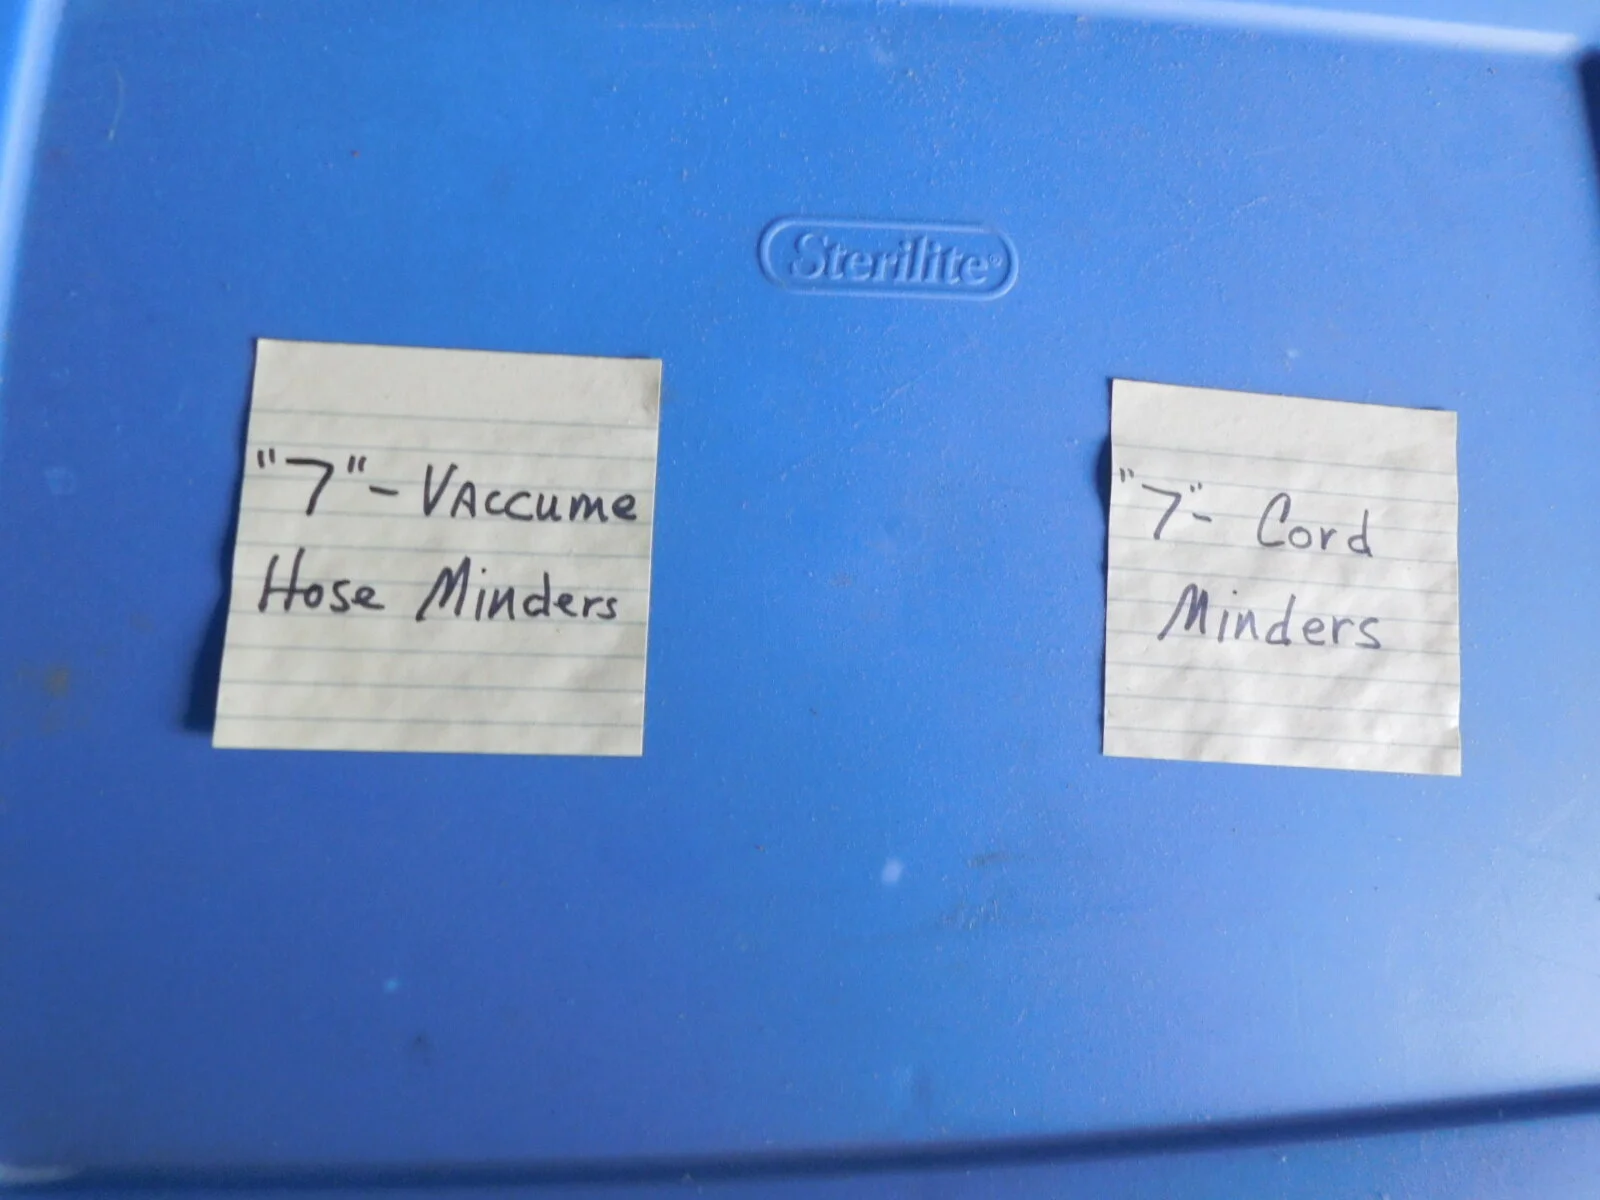 Sterilite®
"7"- VAccume
Hose Minders
"7"- Cord
Minders